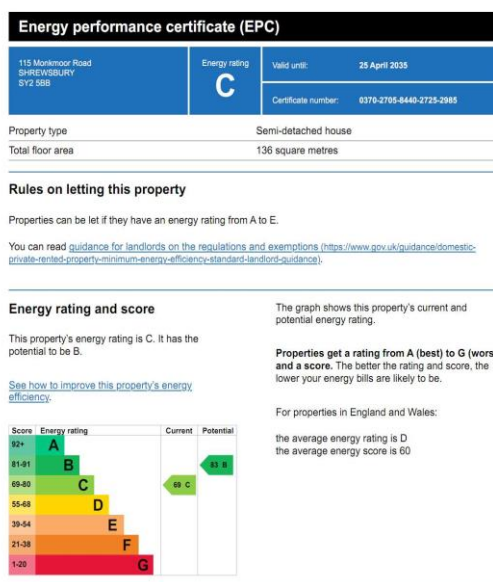 Energy performance certificate (EPC)
115 Monkmoor Road
SHREWSBURY
SY2 5BB
Energy rating
C
Valid until: 25 April 2035
Certificate number: 0370-2705-8440-2725-2985
Property type Semi-detached house
Total floor area 136 square metres
Rules on letting this property
Properties can be let if they have an energy rating from A to E.
You can read guidance for landlords on the regulations and exemptions (https://www.gov.uk/guidance/domestic-
private-rented-property-minimum-energy-efficiency-standard-landlord-guidance).
Energy rating and score
This property's energy rating is C. It has the
potential to be B.
See how to improve this property's energy
efficiency.
Score Energy rating Current Potential
92+ A
81-91 B 83 B
69-80 C 69 C
55-68 D
39-54 E
21-38 F
1-20 G
The graph shows this property's current and
potential energy rating.
Properties get a rating from A (best) to G (wors
and a score. The better the rating and score, the
lower your energy bills are likely to be.
For properties in England and Wales:
the average energy rating is D
the average energy score is 60